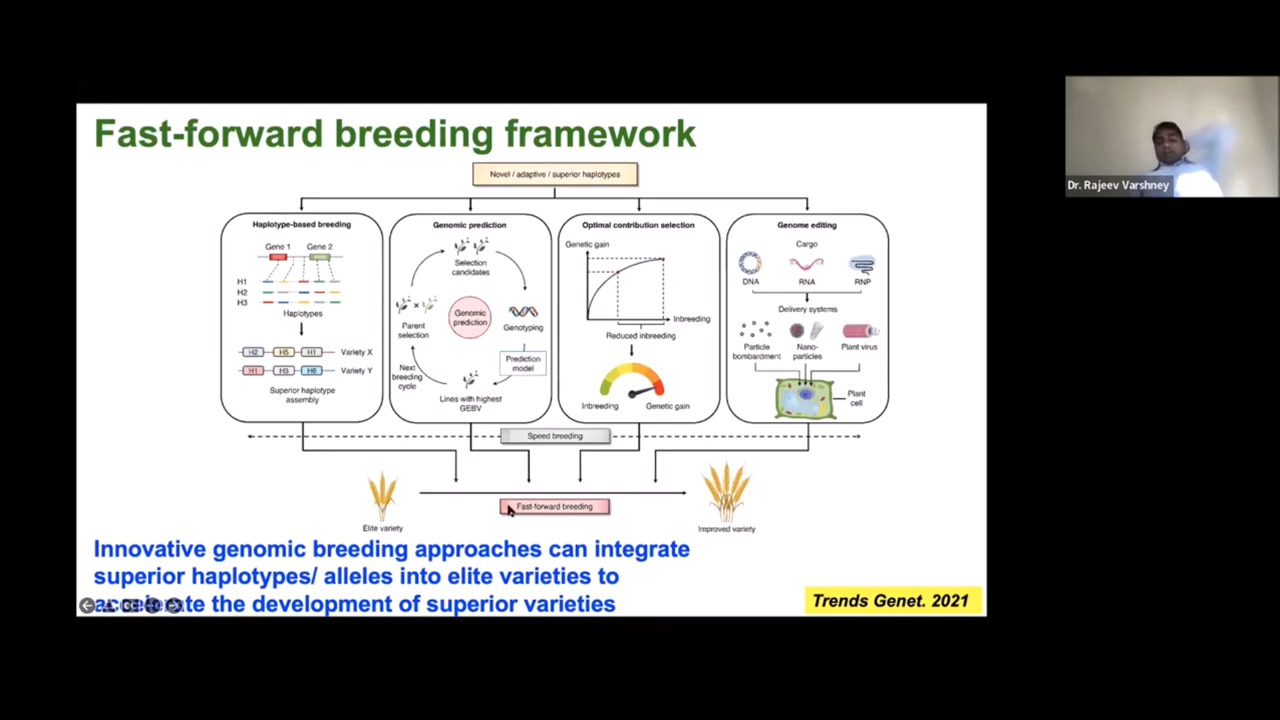 Fast-forward breeding framework
Novel / adaptive / superior haplotypes
Haplotype-based breeding
Gene 1
Gene 2
H1
H2
H3
Haplotypes
H2
H5
H1
Variety X
H1
H3
H6
Variety Y
Superior haplotype
assembly
Genomic prediction
Selection
candidates
Parent
selection
Genomic
prediction
Genotyping
Prediction
model
Next
breeding
cycle
Lines with highest
GEBV
Optimal contribution selection
Genetic gain
Inbreeding
Reduced inbreeding
Inbreeding
Genetic gain
Genome editing
Cargo
DNA
RNA
RNP
Delivery systems
Particle
bombardment
Nano-
particles
Plant virus
Plant
cell
Speed breeding
Fast-forward breeding
Elite variety
Improved variety
Innovative genomic breeding approaches can integrate
superior haplotypes/ alleles into elite varieties to
the development of superior varieties
Trends Genet. 2021
Dr. Rajeev Varshney